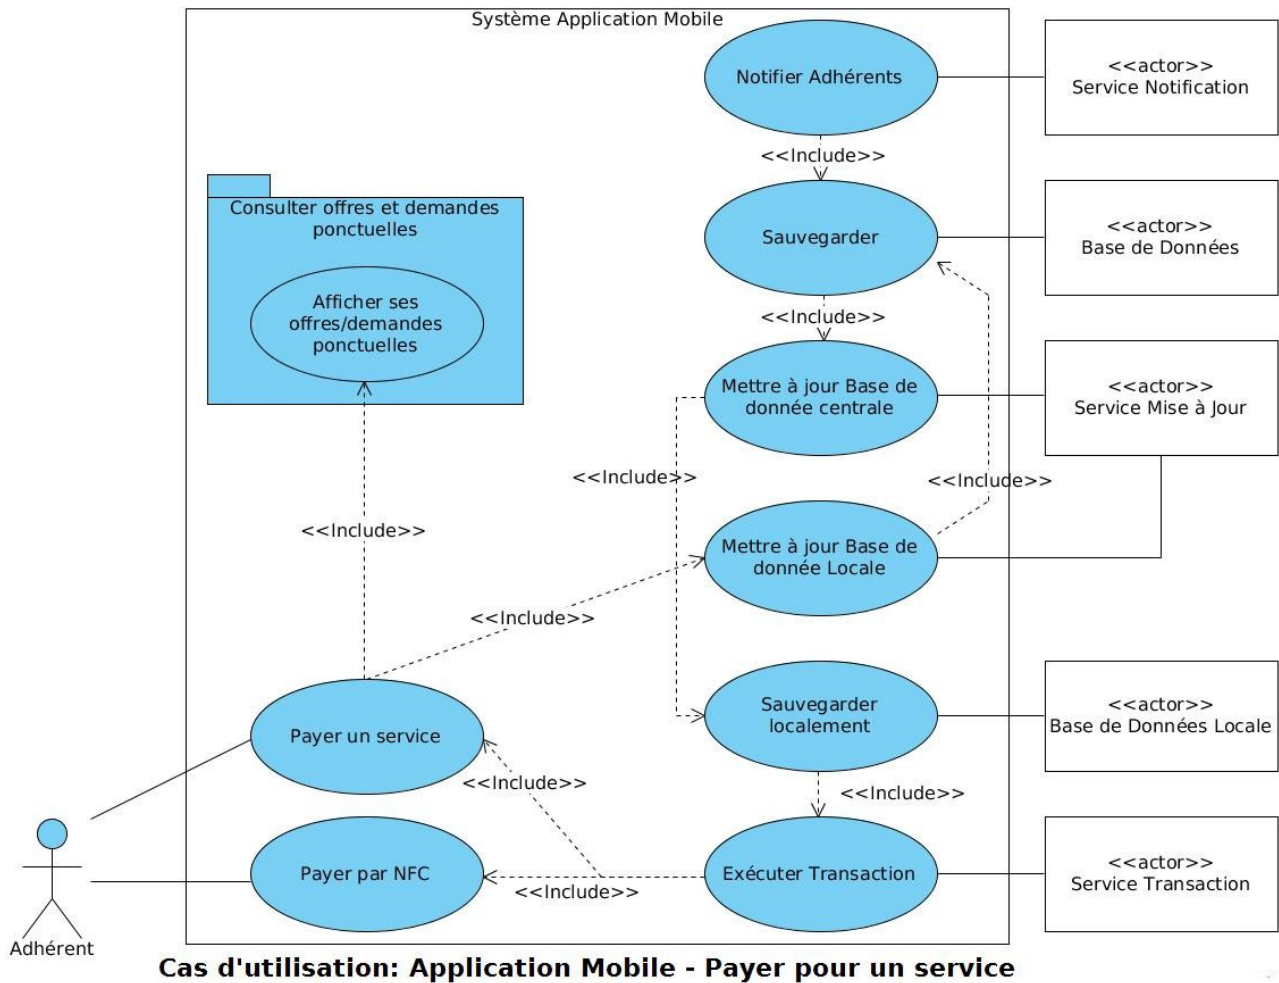 Système Application Mobile
Notifier Adhérents
<<actor>>
Service Notification
<<Include>>
Consulter offres et demandes
ponctuelles
Sauvegarder
<<actor>>
Base de Données
Afficher ses
offres/demandes
ponctuelles
<<Include>>
Mettre à jour Base de
donnée centrale
<<actor>>
Service Mise à Jour
<<Include>>
<<Include>>
<<Include>>
Mettre à jour Base de
donnée Locale
<<Include>>
Payer un service
Sauvegarder
localement
<<actor>>
Base de Données Locale
<<Include>>
<<Include>>
Payer par NFC
<<Include>>
Exécuter Transaction
<<actor>>
Service Transaction
Adhérent
Cas d'utilisation: Application Mobile - Payer pour un service